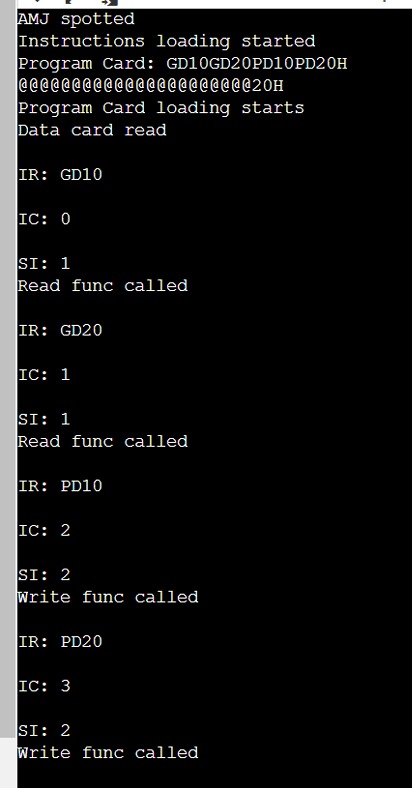 AMJ spotted
Instructions loading started
Program Card: GD10GD20PD10PD20H
@@@@@@@@@@@@@@@@@@@@@@20H
Program Card loading starts
Data card read
IR: GD10
IC: 0
SI: 1
Read func called
IR: GD20
IC: 1
SI: 1
Read func called
IR: PD10
IC: 2
SI: 2
Write func called
IR: PD20
IC: 3
SI: 2
Write func called